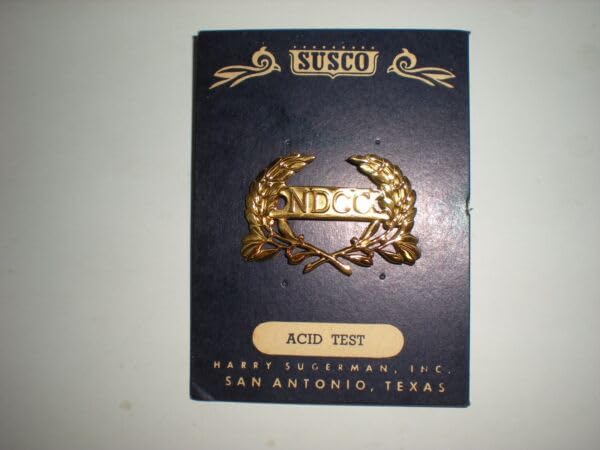 SUSCO
NDCC
ACID TEST
HARRY SUGERMAN, INC.
SAN ANTONIO, TEXAS